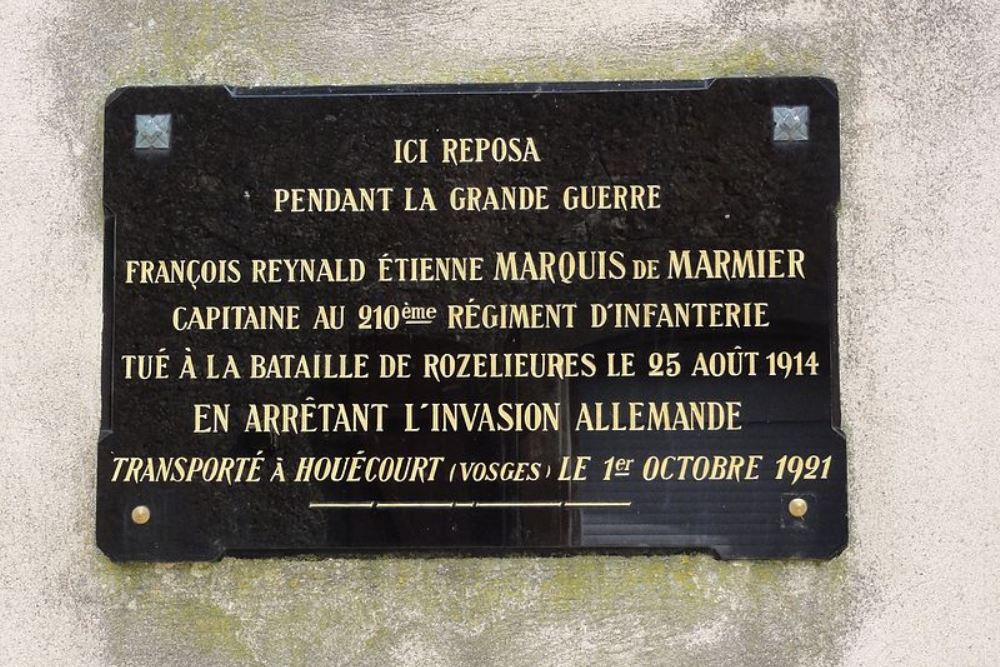 ICI REPOSA
PENDANT LA GRANDE GUERRE
FRANÇOIS REYNALD ÉTIENNE MARQUIS DE MARMIER
CAPITAINE AU 210ème RÉGIMENT D'INFANTERIE
TUÉ À LA BATAILLE DE ROZELIEURES LE 25 AOÛT 1914
EN ARRÊTANT L'INVASION ALLEMANDE
TRANSPORTÉ À HOUÉCOURT (VOSGES) LE 1er OCTOBRE 1921